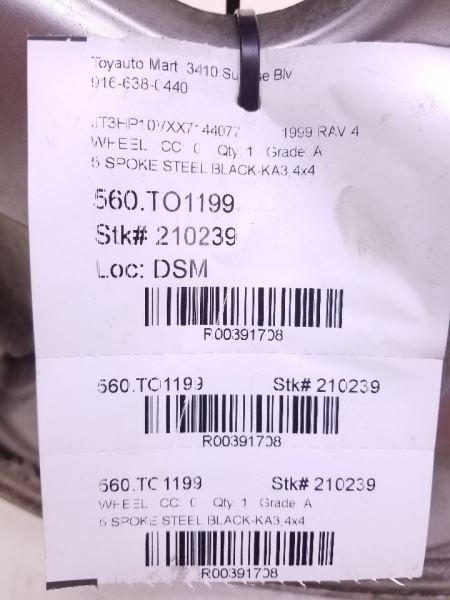 Toyauto Mart 3410 Blv
916-638-0440
1999 RAV 4
WHEEL CC: 0 Qty: 1 Grade: A
5 SPOKE STEEL BLACK-KA3,4x4
560.TO1199
Stk# 210239
Loc: DSM
R00391708
560.TO1199 Stk# 210239
R00391708
560.TO1199 Stk# 210239
WHEEL CC: 0 Qty: 1 Grade: A
5 SPOKE STEEL BLACK-KA3,4x4
R00391708